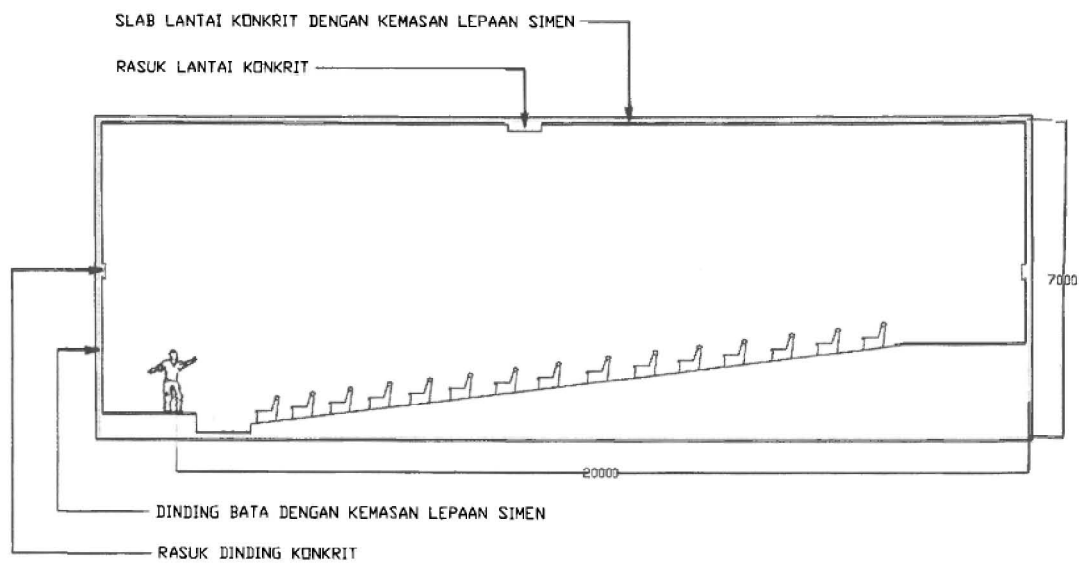 SLAB LANTAI KONKRIT DENGAN KEMASAN LEPAAN SIMEN
RASUK LANTAI KONKRIT
7000
20000
DINDING BATA DENGAN KEMASAN LEPAAN SIMEN
RASUK DINDING KONKRIT